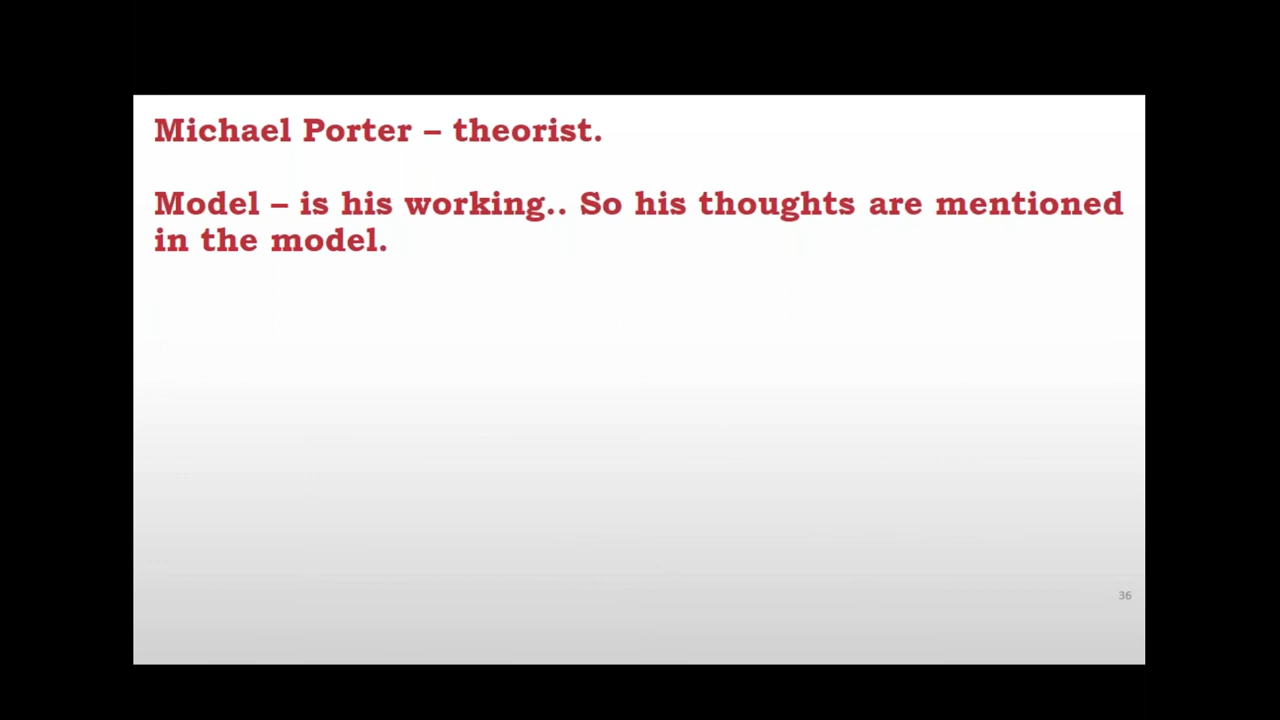 Michael Porter – theorist.
Model – is his working.. So his thoughts are mentioned
in the model.
36